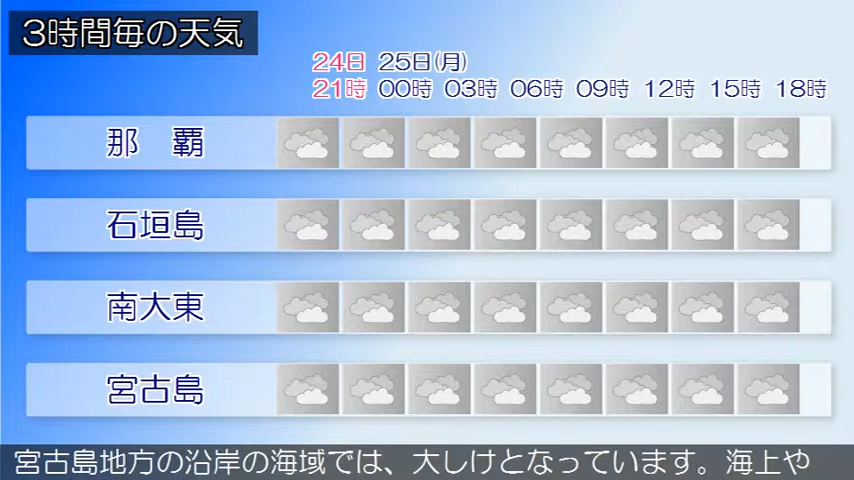 3時間毎の天気
24日 25日(月)
21時 00時 03時 06時 09時 12時 15時 18時
那 覇
石垣島
南大東
宮古島
宮古島地方の沿岸の海域では、大しけとなっています。海上や